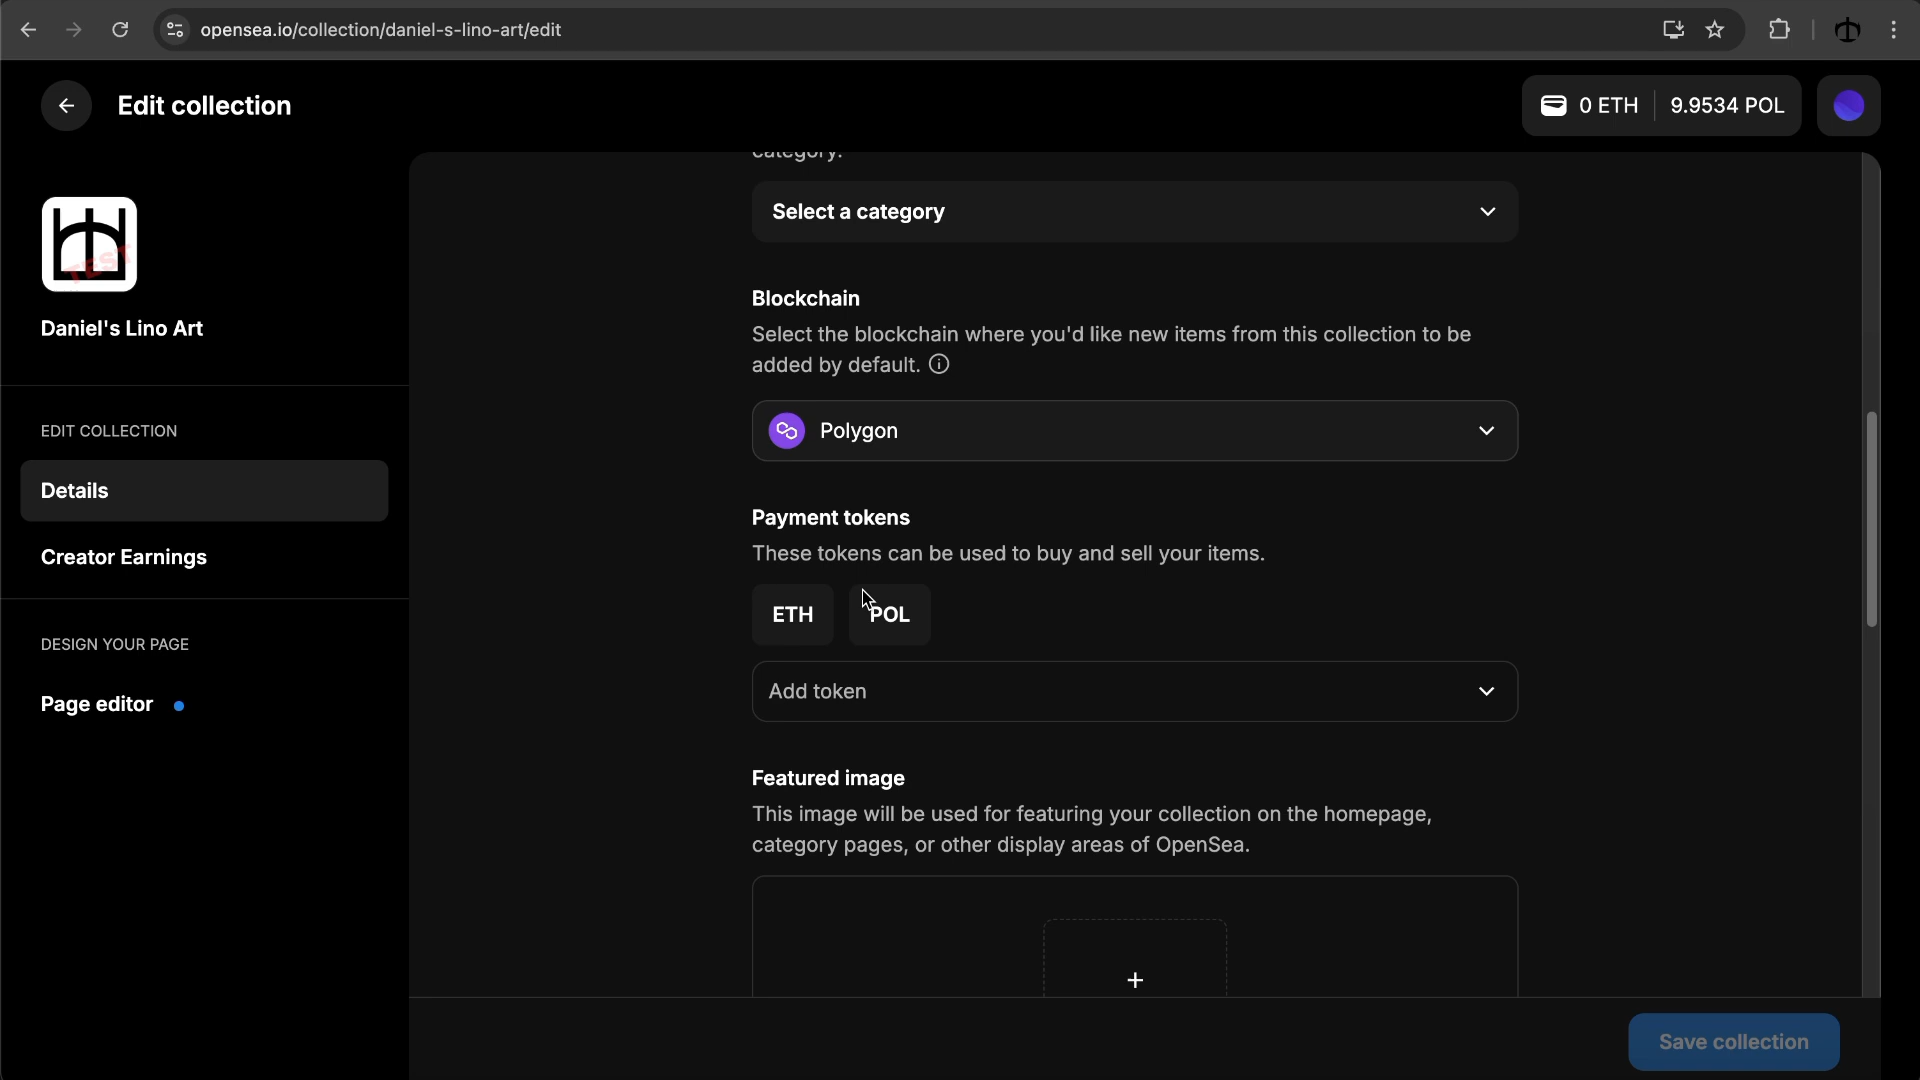 opensea.io/collection/daniel-s-lino-art/edit
Edit collection
0 ETH
9.9534 POL
category.
Select a category
TEST
Daniel's Lino Art
Blockchain
Select the blockchain where you'd like new items from this collection to be
added by default.
EDIT COLLECTION
Polygon
Details
Payment tokens
Creator Earnings
These tokens can be used to buy and sell your items.
ETH
POL
DESIGN YOUR PAGE
Page editor
Add token
Featured image
This image will be used for featuring your collection on the homepage,
category pages, or other display areas of OpenSea.
+
Save collection